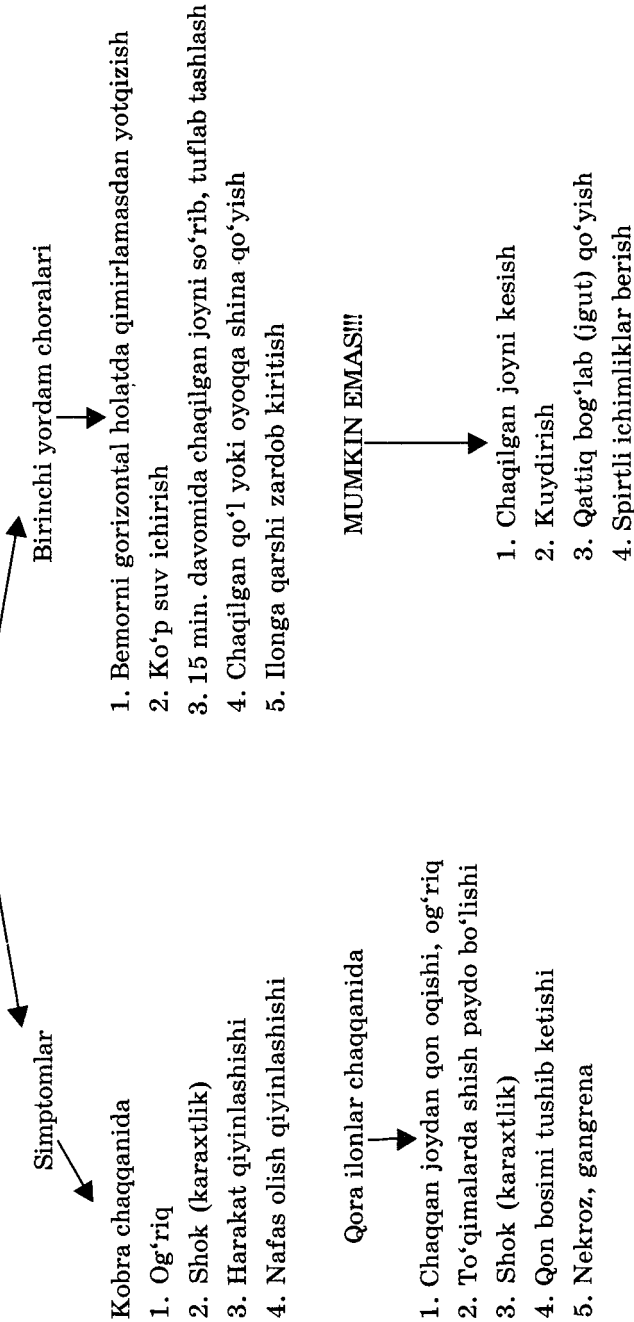 Simptomlar
Kobra chaqqanida
1. Og‘riq
2. Shok (karaxtlik)
3. Harakat qiyinlashishi
4. Nafas olish qiyinlashishi
Qora ilonlar chaqqanida
1. Chaqqan joydan qon oqishi, og‘riq
2. To‘qimalarda shish paydo bo‘lishi
3. Shok (karaxtlik)
4. Qon bosimi tushib ketishi
5. Nekroz, gangrena
Birinchi yordam choralari
1. Bemorni gorizontal holatda qimirlamasdan yotqizish
2. Ko‘p suv ichirish
3. 15 min. davomida chaqilgan joyni so‘rib, tuflab tashlash
4. Chaqilgan qo‘l yoki oyoqqa shina qo‘yish
5. Ilonga qarshi zardob kiritish
MUMKIN EMAS!!!
1. Chaqilgan joyni kesish
2. Kuydirish
3. Qattiq bog‘lab (jgut) qo‘yish
4. Spirtli ichimliklar berish